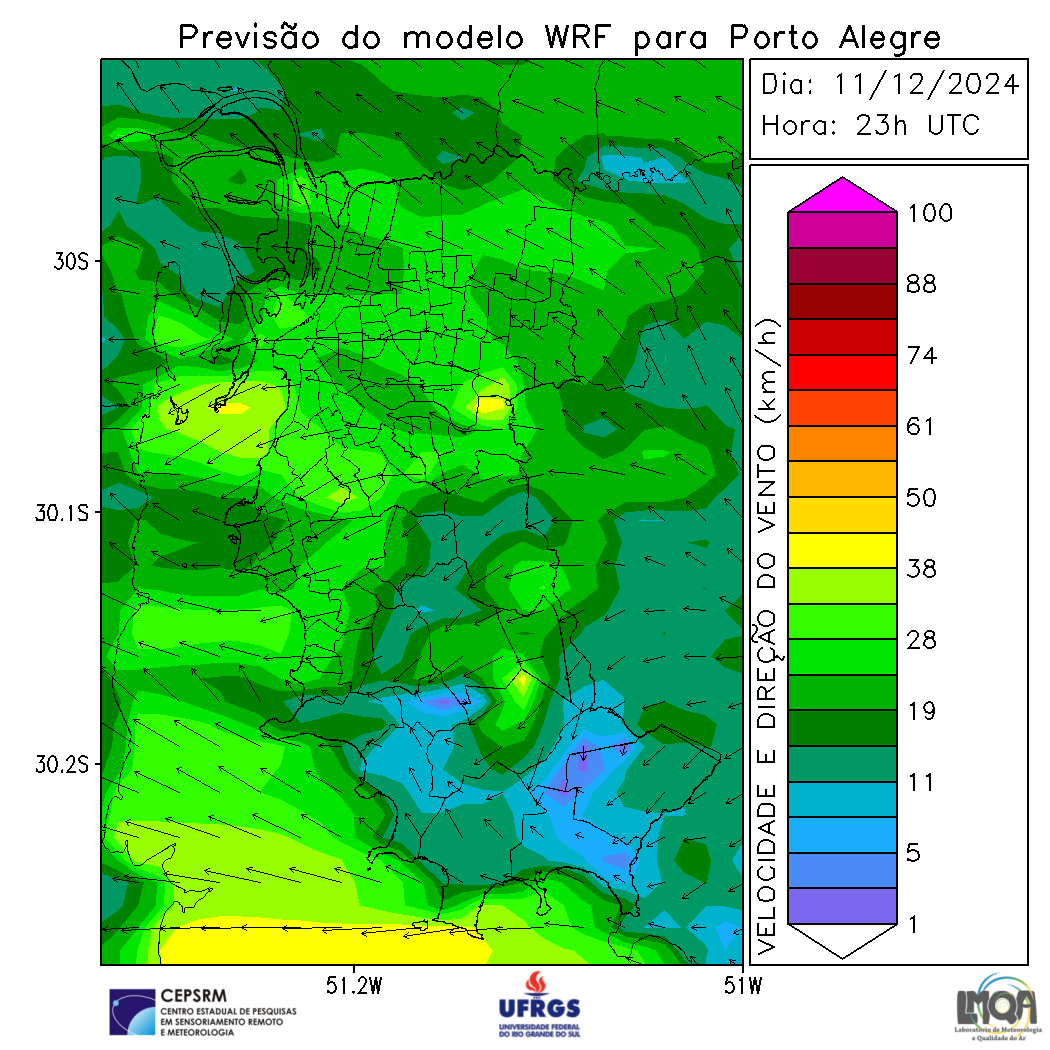 Previsão do modelo WRF para Porto Alegre
Dia: 11/12/2024
Hora: 23h UTC
30S
30.1S
30.2S
51.2W
51W
VELOCIDADE E DIREÇÃO DO VENTO (km/h)
100
88
74
61
50
38
28
19
11
5
1
CEPSRM
CENTRO ESTADUAL DE PESQUISAS
EM SENSORIAMENTO REMOTO
E METEOROLOGIA
UFRGS
UNIVERSIDADE FEDERAL
DO RIO GRANDE DO SUL
LMQA
Laboratório de Meteorologia
e Qualidade do Ar